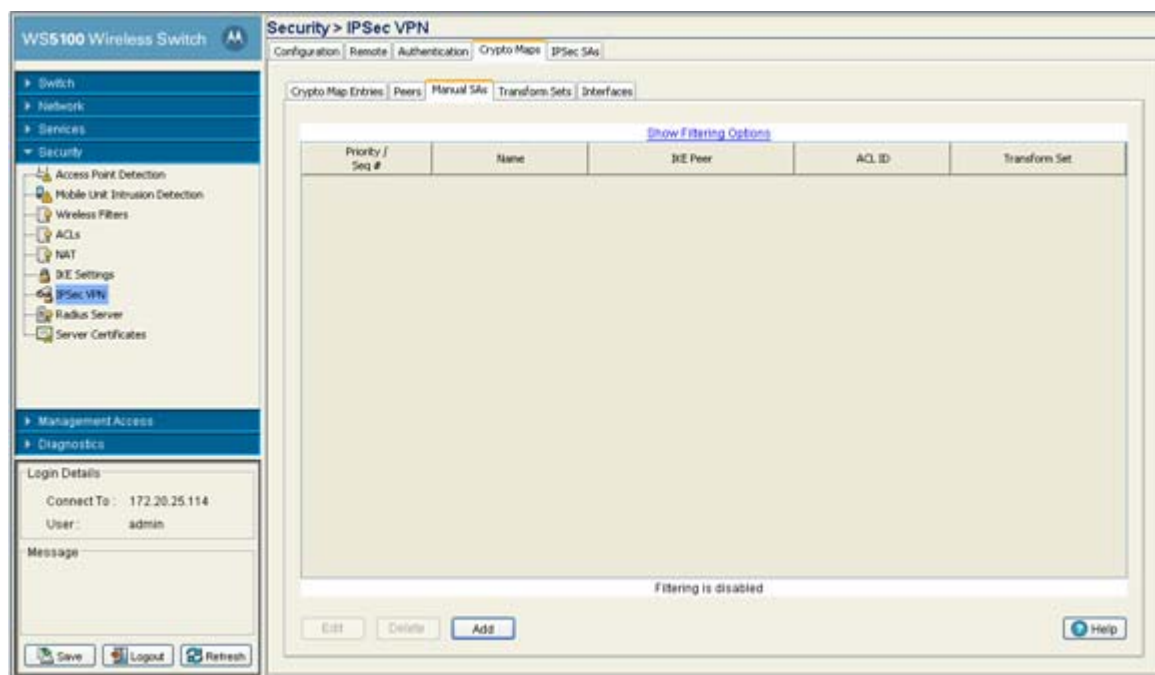 WS5100 Wireless Switch
Switch
Network
Services
Security
Access Point Detection
Mobile Unit Intrusion Detection
Wireless Filters
ACLs
NAT
IKE Settings
IPSec VPN
Radius Server
Server Certificates
Management Access
Diagnostics
Login Details
Connect To : 172.20.25.114
User : admin
Message
Save Logout Refresh
Security > IPSec VPN
Configuration Remote Authentication Crypto Maps IPSec SAs
Crypto Map Entries Peers Manual SAs Transform Sets Interfaces
Show Filtering Options
Priority / Seq # Name IKE Peer ACL ID Transform Set
Filtering is disabled
Edit Delete Add Help